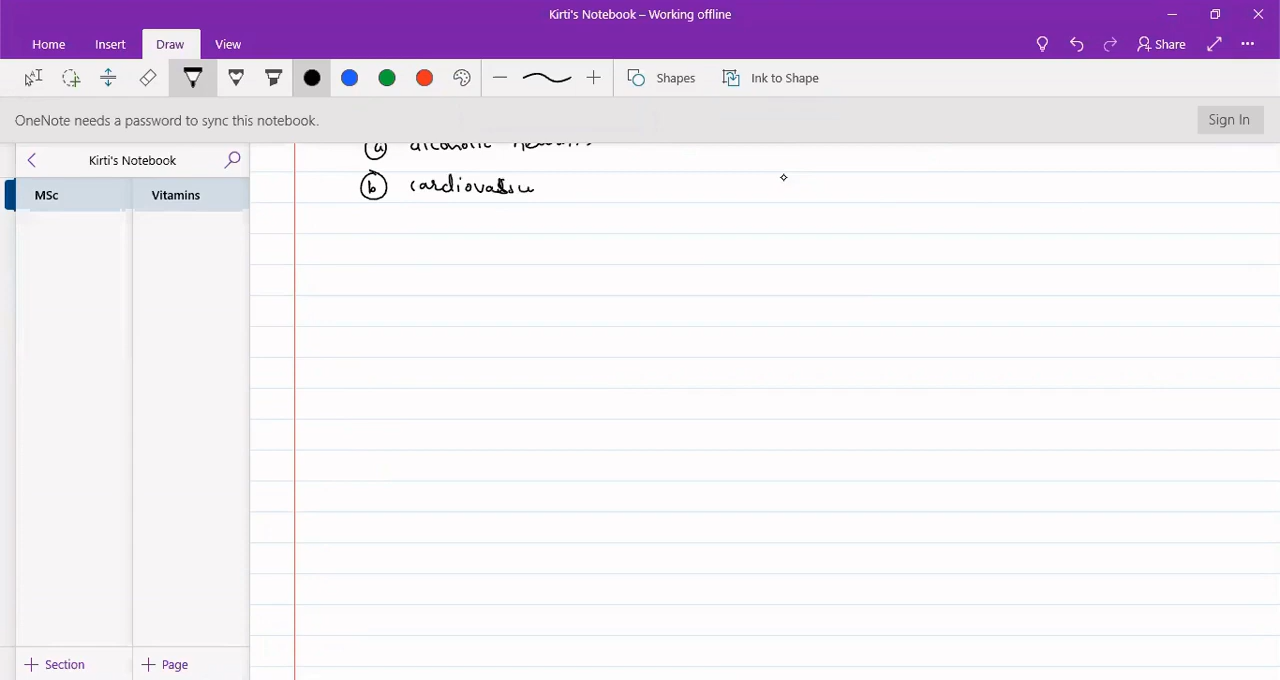 Kirti's Notebook – Working offline
Home Insert Draw View
Share
Shapes Ink to Shape
OneNote needs a password to sync this notebook.
Sign In
Kirti's Notebook
MSc Vitamins
a alcoholic
b
Section Page